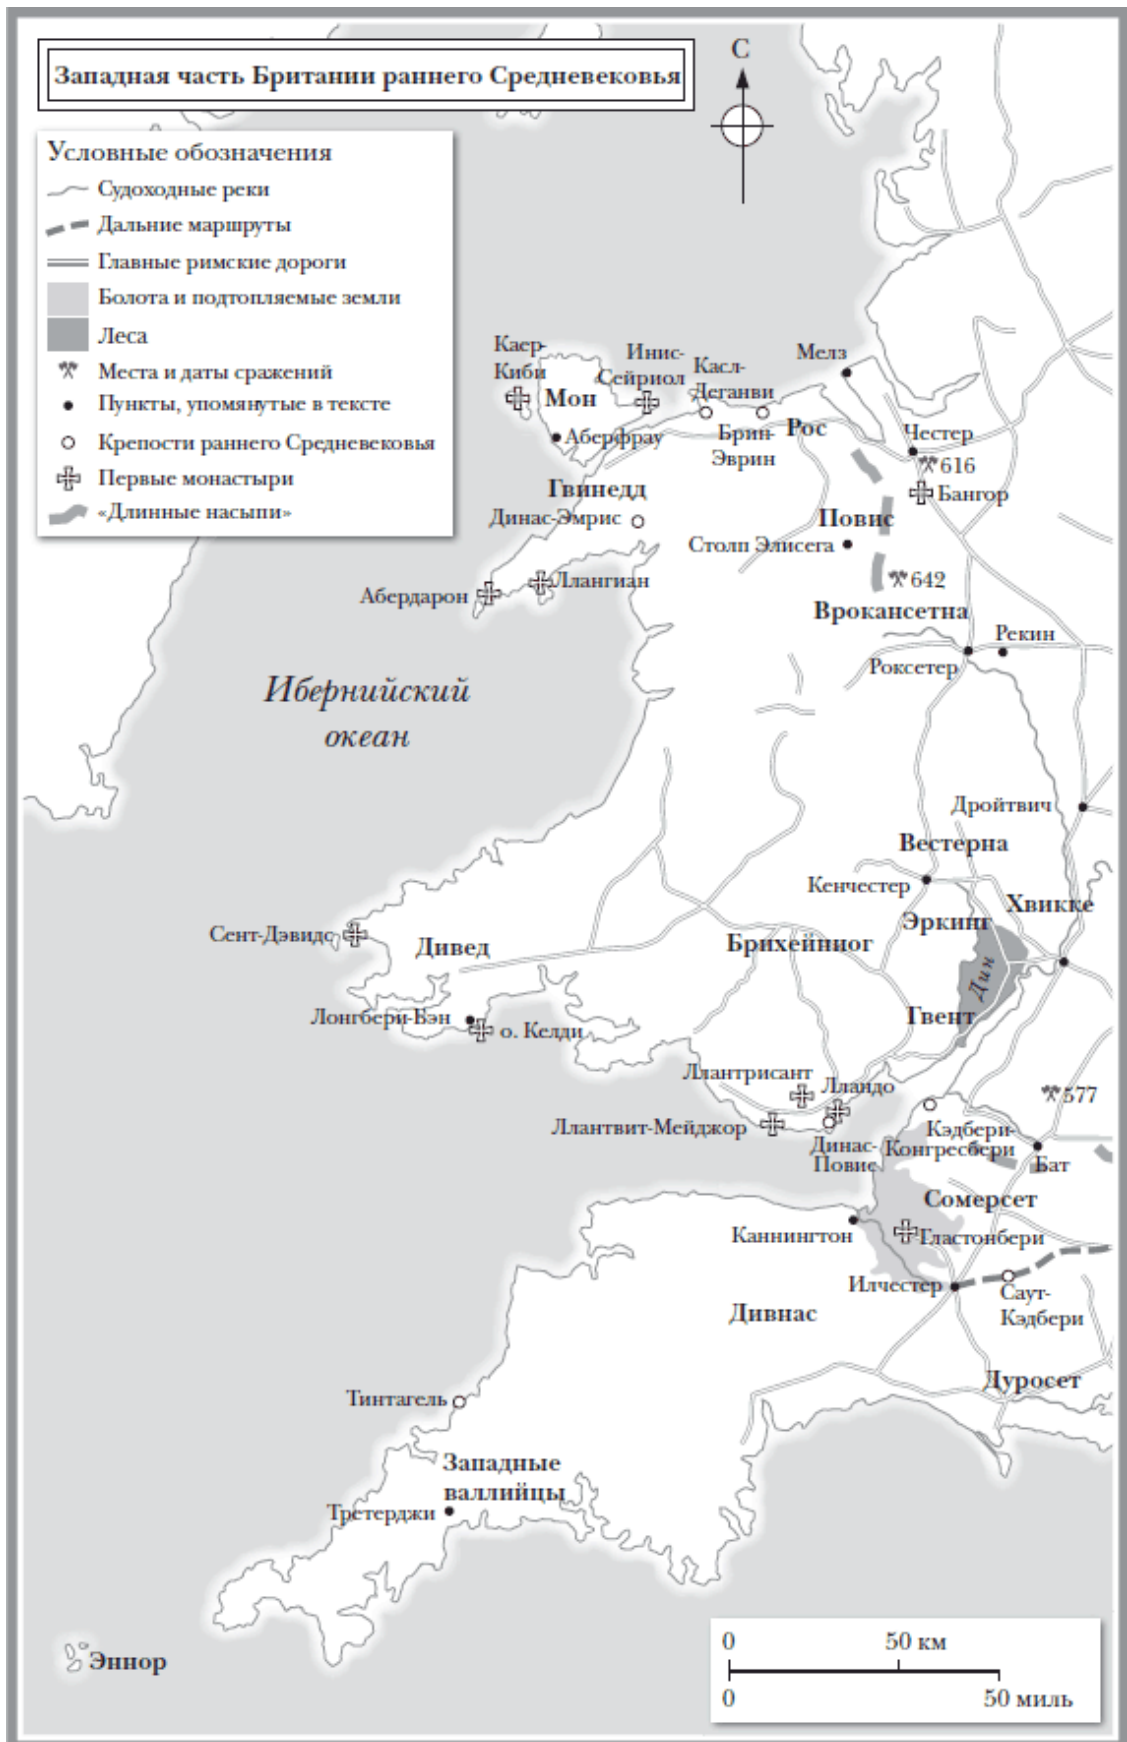 Западная часть Британии раннего Средневековья
С
Условные обозначения
Судоходные реки
Дальние маршруты
Главные римские дороги
Болота и подтопляемые земли
Леса
Места и даты сражений
Пункты, упомянутые в тексте
Крепости раннего Средневековья
Первые монастыри
«Длинные насыпи»
Каер-
Киби
Инис-
Сейриол
Касл-
Деганви
Мелз
Мон
Аберфрау
Брин-
Эврин
Рос
Честер
616
Бангор
Гвинедд
Динас-Эмрис
Повис
Столп Элисега
642
Абердарон
Ллангиан
Врокансетна
Рекин
Роксетер
Ибернийский
океан
Дройтвич
Вестерна
Кенчестер
Хвикке
Эркинг
Сент-Дэвидс
Дивед
Брихейниог
Дин
Гвент
Лонгбери-Бэн
о. Келди
Ллантрисант
Лландо
577
Ллантвит-Мейджор
Динас-
Повис
Кэдбери-
Конгресбери
Бат
Сомерсет
Каннингтон
Гластонбери
Илчестер
Саут-
Кэдбери
Дивнас
Дуросет
Тинтагель
Западные
валлийцы
Третерджи
Эннор
0
50 км
0
50 миль